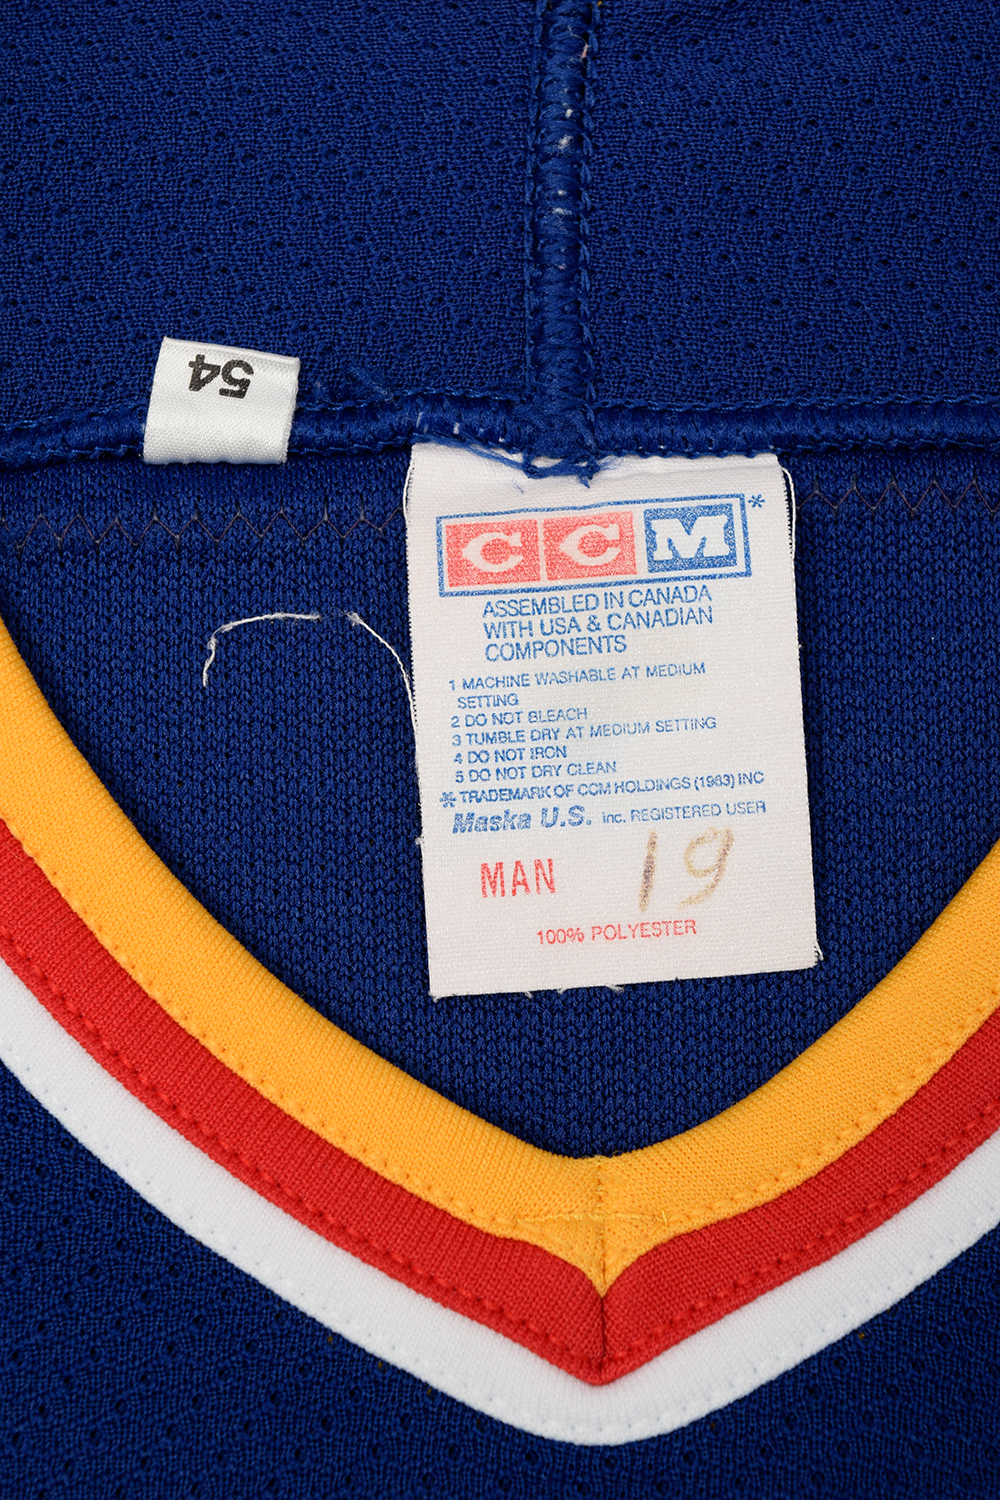 54
CCM*
ASSEMBLED IN CANADA
WITH USA & CANADIAN
COMPONENTS
1 MACHINE WASHABLE AT MEDIUM
SETTING
2 DO NOT BLEACH
3 TUMBLE DRY AT MEDIUM SETTING
4 DO NOT IRON
5 DO NOT DRY CLEAN
* TRADEMARK OF CCM HOLDINGS (1983) INC
Maska U.S. inc. REGISTERED USER
MAN 19
100% POLYESTER